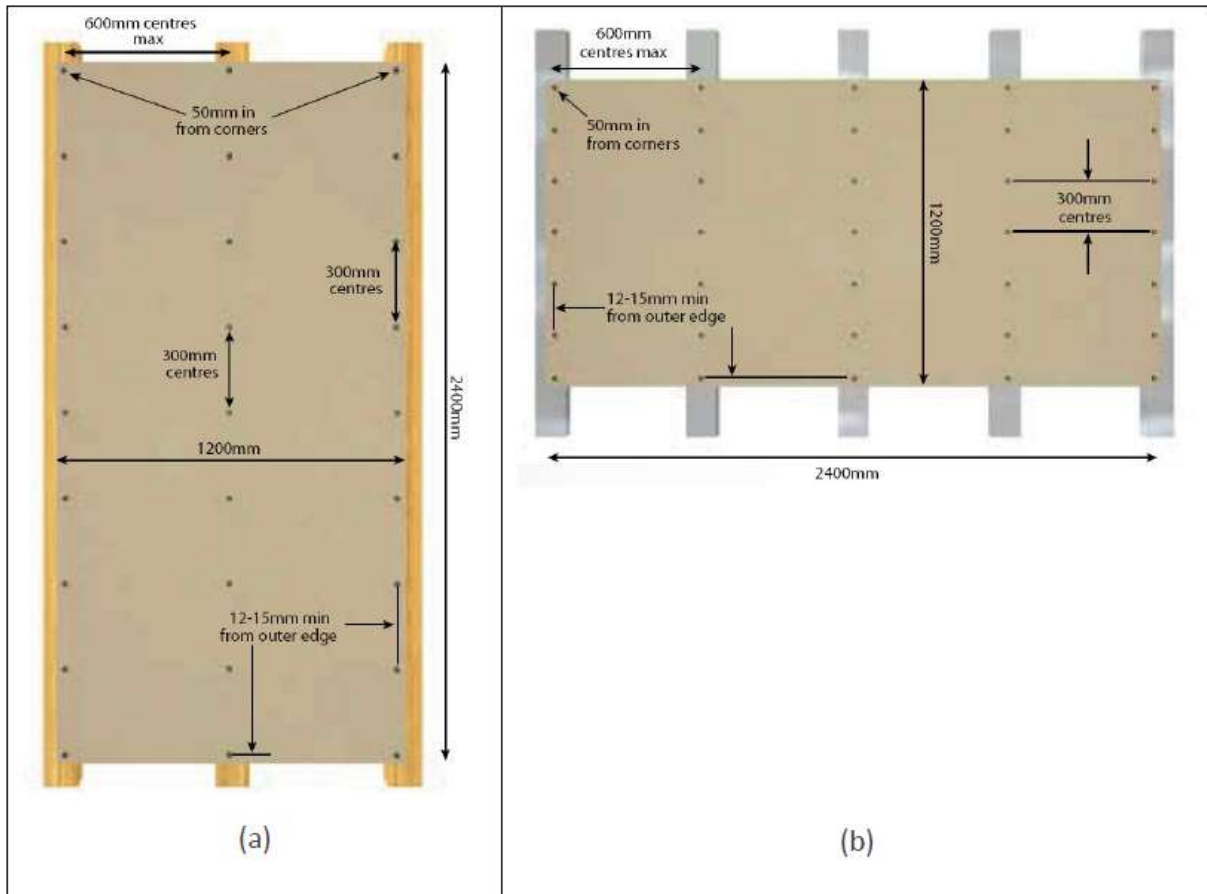 600mm centres
max
50mm in
from corners
300mm
centres
300mm
centres
1200mm
2400mm
12-15mm min
from outer edge
(a)
600mm
centres max
50mm in
from corners
1200mm
300mm
centres
12-15mm min
from outer edge
2400mm
(b)